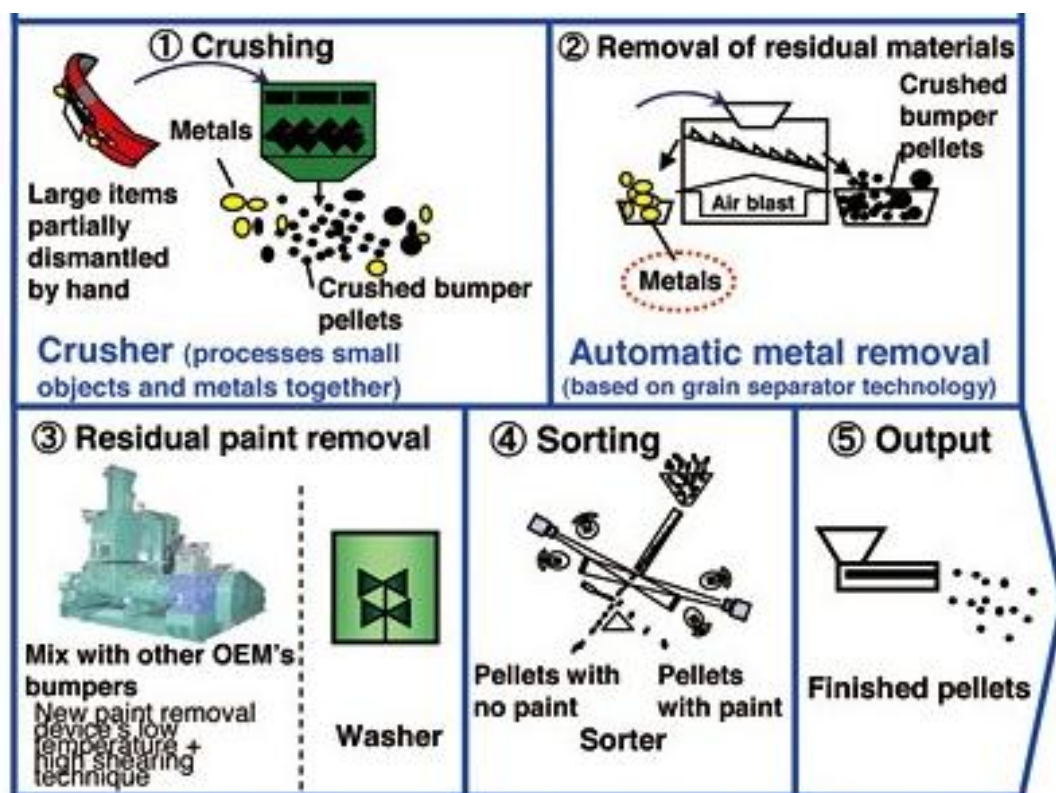 ① Crushing
Metals
Large items
partially
dismantled
by hand
Crushed bumper
pellets
Crusher (processes small
objects and metals together)
② Removal of residual materials
Crushed
bumper
pellets
Air blast
Metals
Automatic metal removal
(based on grain separator technology)
③ Residual paint removal
Mix with other OEM's
bumpers
New paint removal
device's low
temperature +
high shearing
technique
Washer
④ Sorting
Pellets with
no paint
Pellets
with paint
Sorter
⑤ Output
Finished pellets